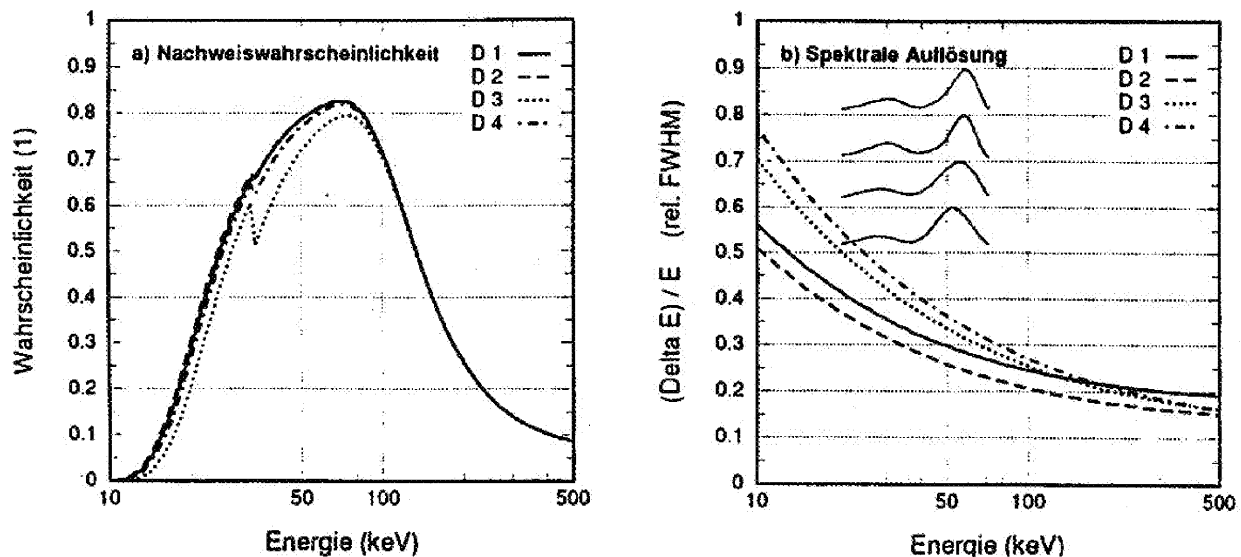 a) Nachweiswahrscheinlichkeit
D 1
D 2
D 3
D 4
Wahrscheinlichkeit (1)
1
0.9
0.8
0.7
0.6
0.5
0.4
0.3
0.2
0.1
0
10
50
100
500
Energie (keV)
b) Spektrale Auflösung
D 1
D 2
D 3
D 4
(Delta E) / E (rel. FWHM)
1
0.9
0.8
0.7
0.6
0.5
0.4
0.3
0.2
0.1
0
10
50
100
500
Energie (keV)